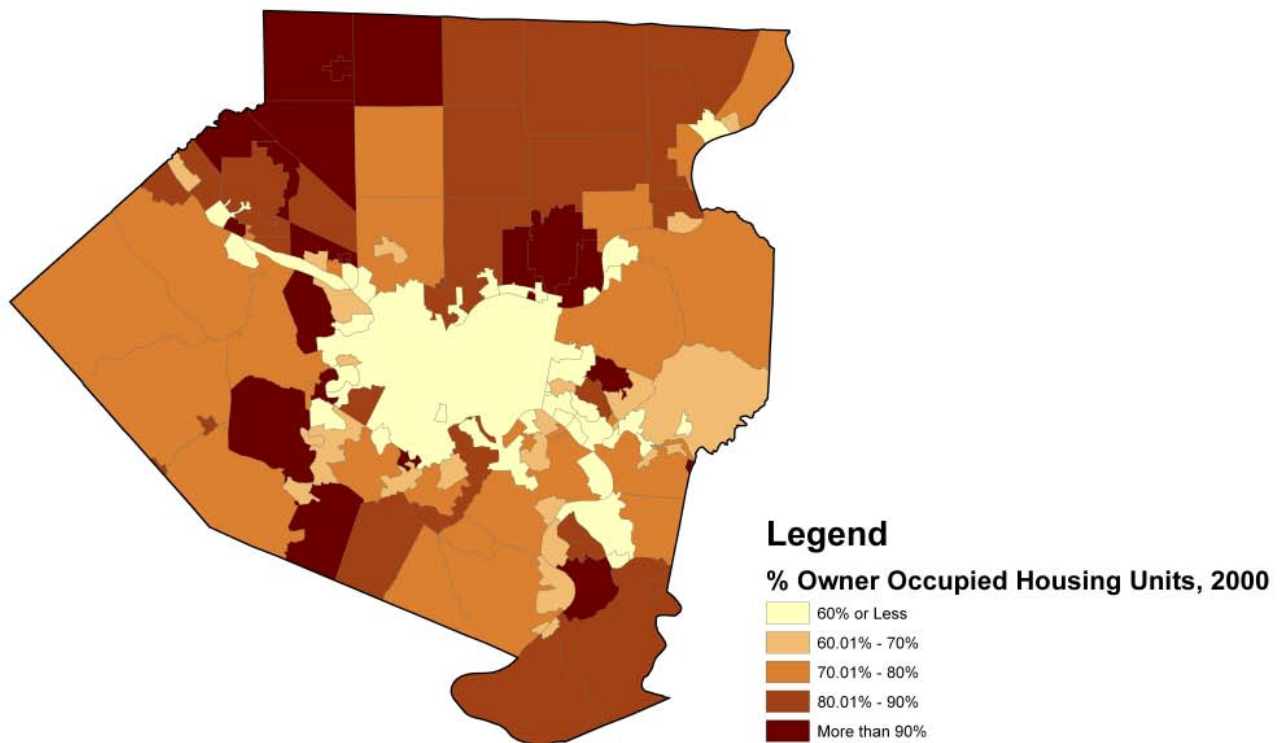 Legend
% Owner Occupied Housing Units, 2000
60% or Less
60.01% - 70%
70.01% - 80%
80.01% - 90%
More than 90%